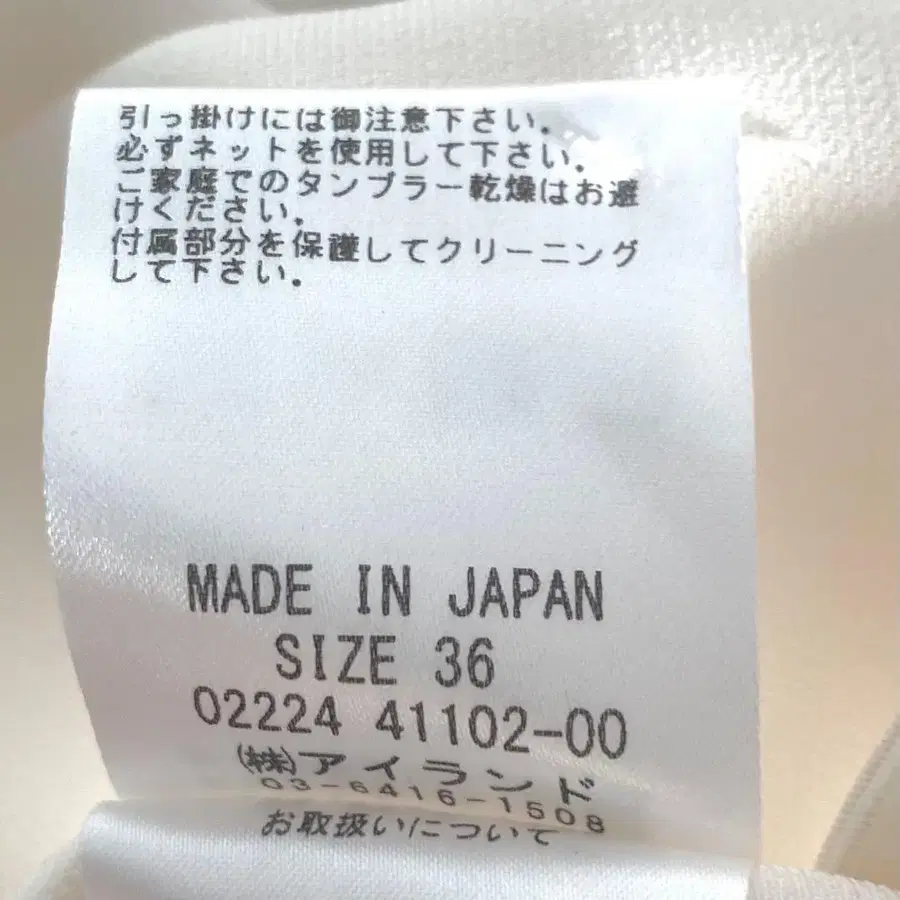 引っ掛けには御注意下さい.
必ずネットを使用して下さい.
ご家庭でのタンブラー乾燥はお避
けください.
付属部分を保護してクリーニング
して下さい.
MADE IN JAPAN
SIZE 36
02224 41102-00
(株)アイランド
03-6416-1508
お取扱いについて